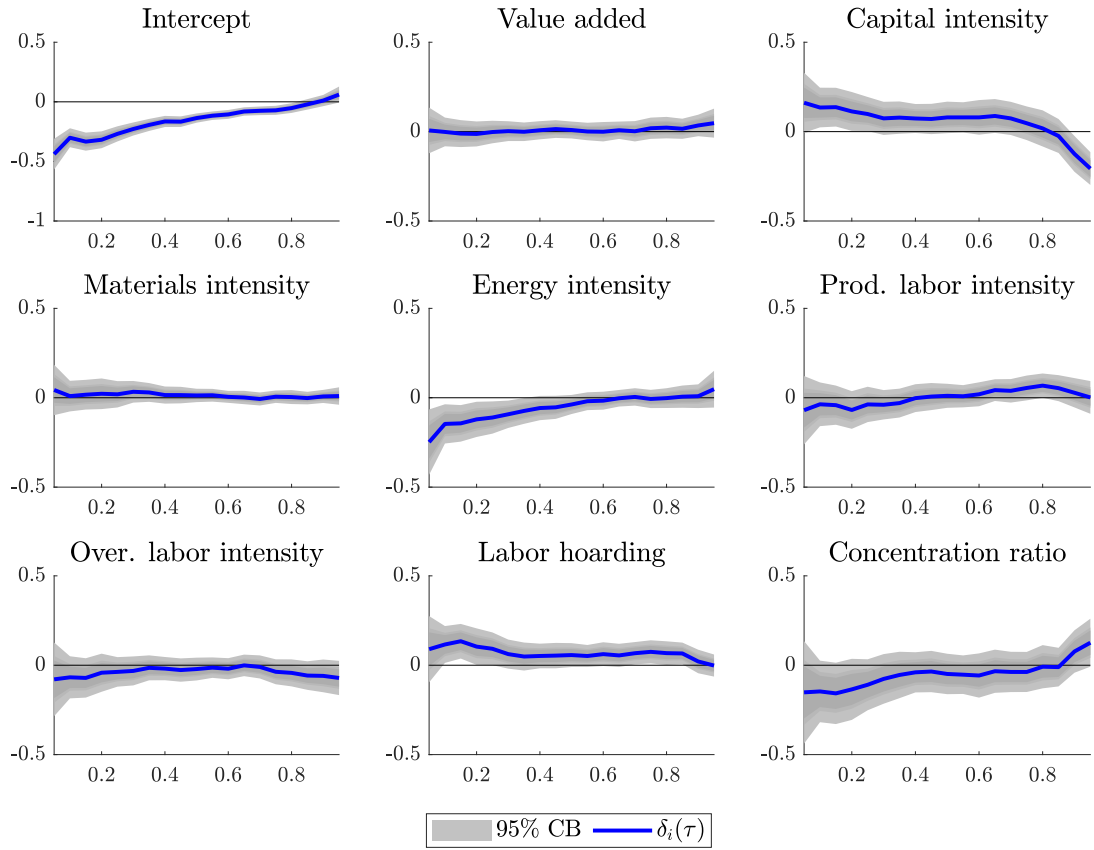 Intercept Value added Capital intensity
0.5 0.5 0.5
0 0 0
-0.5
-1 -0.5 -0.5
0.2 0.4 0.6 0.8 0.2 0.4 0.6 0.8 0.2 0.4 0.6 0.8
Materials intensity Energy intensity Prod. labor intensity
0.5 0.5 0.5
0 0 0
-0.5 -0.5 -0.5
0.2 0.4 0.6 0.8 0.2 0.4 0.6 0.8 0.2 0.4 0.6 0.8
Over. labor intensity Labor hoarding Concentration ratio
0.5 0.5 0.5
0 0 0
-0.5 -0.5 -0.5
0.2 0.4 0.6 0.8 0.2 0.4 0.6 0.8 0.2 0.4 0.6 0.8
95% CB δi(τ)